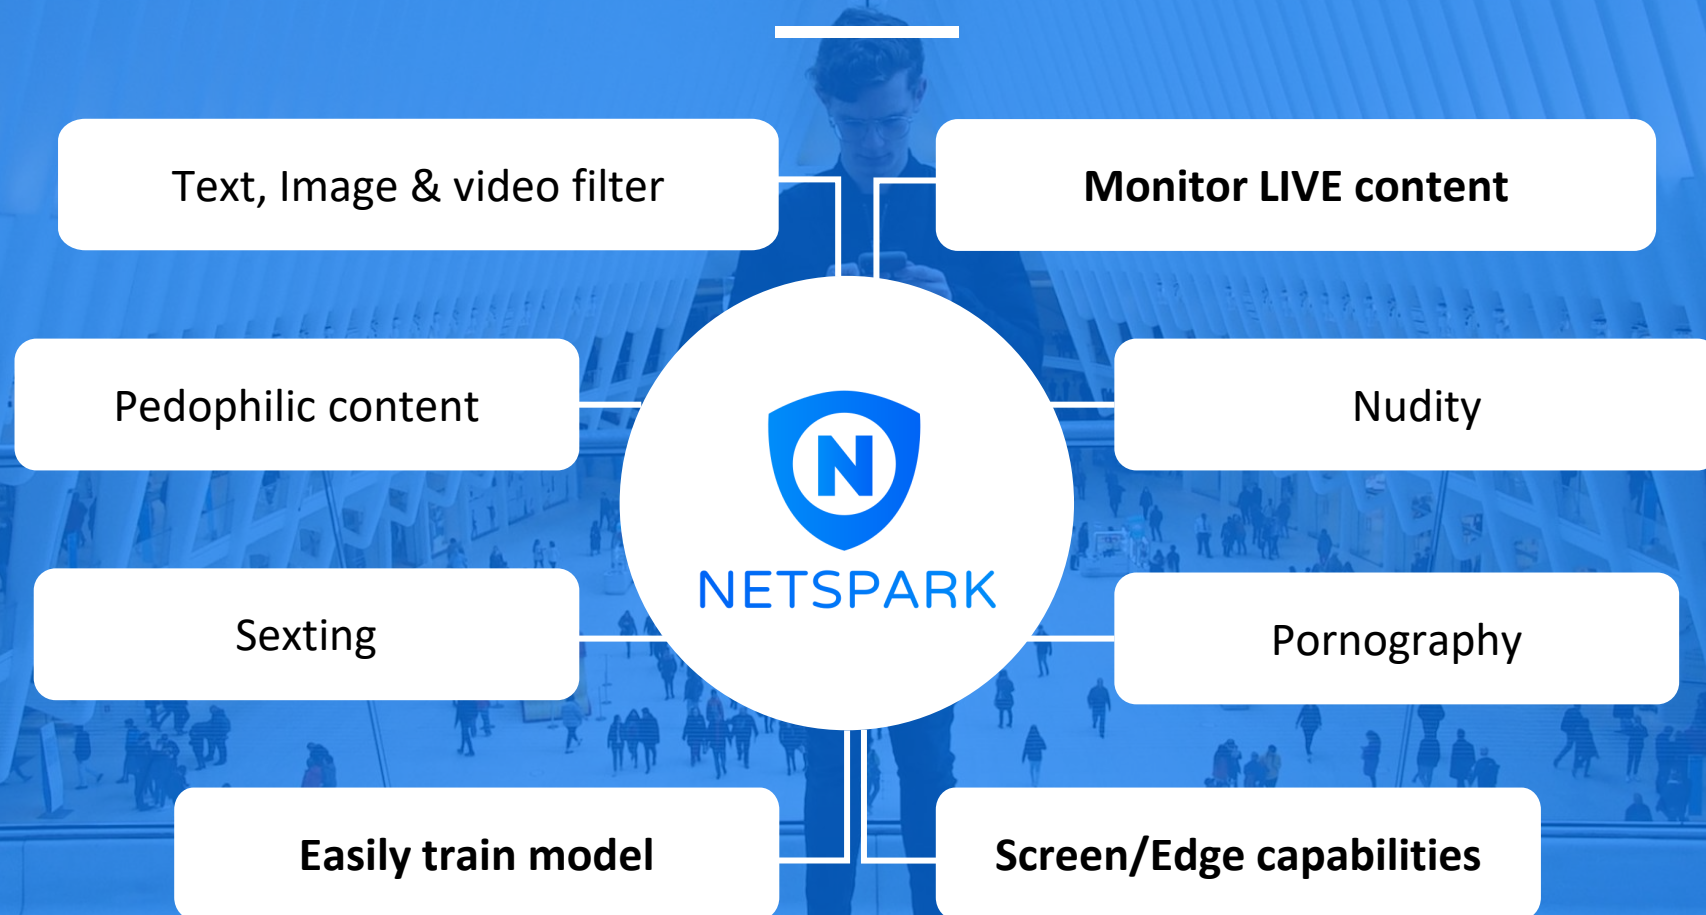 Text, Image & video filter
Monitor LIVE content
Pedophilic content
Nudity
N
NETSPARK
Sexting
Pornography
Easily train model
Screen/Edge capabilities